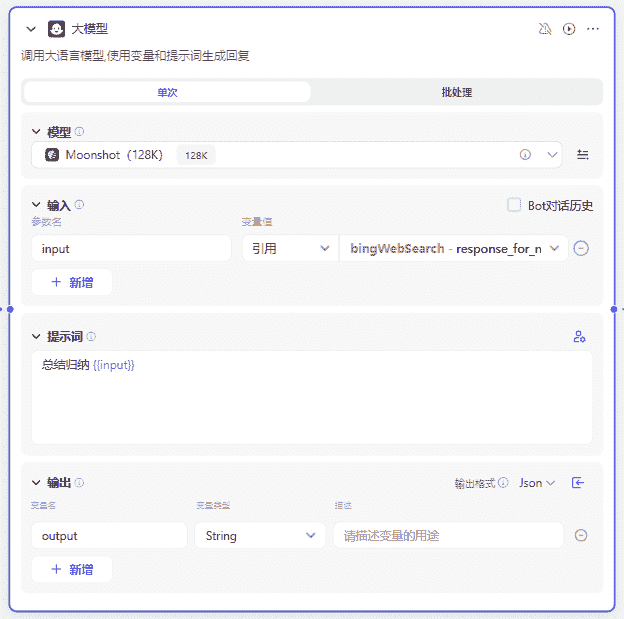 大模型
调用大语言模型,使用变量和提示词生成回复
单次 批处理
模型
Moonshot (128K) 128K
输入 Bot对话历史
参数名 变量值
input 引用 bingWebSearch - response_for_n
+ 新增
提示词
总结归纳 {{input}}
输出 输出格式 Json
变量名 变量类型 描述
output String 请描述变量的用途
+ 新增